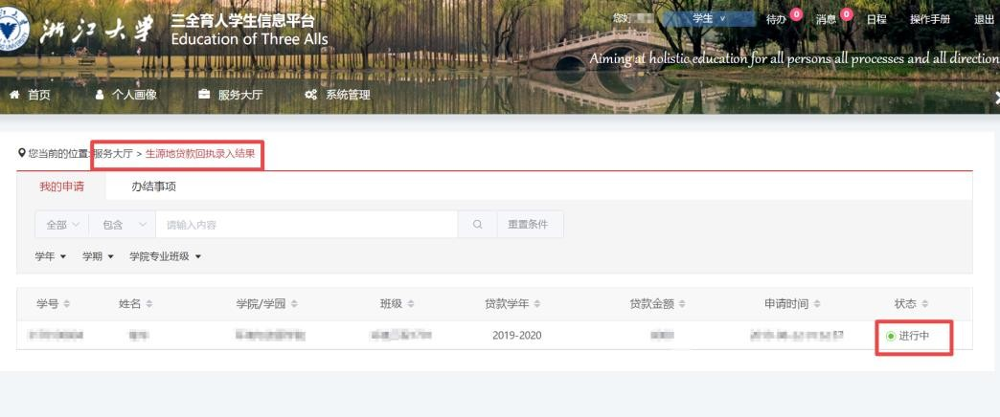 浙江大学
三全育人学生信息平台
Education of Three Alls
您好 学生 待办 0 消息 0 日程 操作手册 退出
Aiming at holistic education for all persons all processes and all direction
首页 个人画像 服务大厅 系统管理
您当前的位置: 服务大厅 > 生源地贷款回执录入结果
我的申请 办结事项
全部 包含 请输入内容 重置条件
学年 学期 学院专业班级
学号 姓名 学院/学园 班级 贷款学年 贷款金额 申请时间 状态
2019-2020 进行中